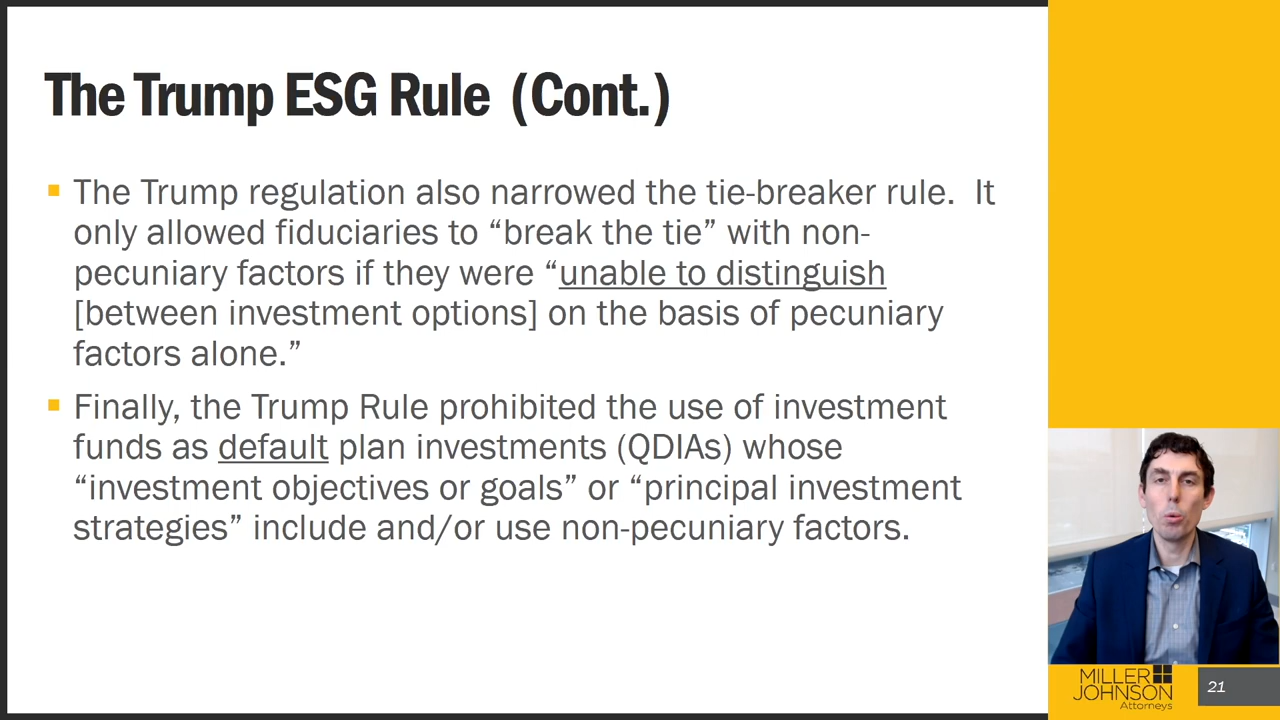 The Trump ESG Rule (Cont.)
The Trump regulation also narrowed the tie-breaker rule. It
only allowed fiduciaries to “break the tie” with non-
pecuniary factors if they were “unable to distinguish
[between investment options] on the basis of pecuniary
factors alone.”
Finally, the Trump Rule prohibited the use of investment
funds as default plan investments (QDIAs) whose
“investment objectives or goals” or “principal investment
strategies” include and/or use non-pecuniary factors.
MILLER
JOHNSON
Attorneys
21